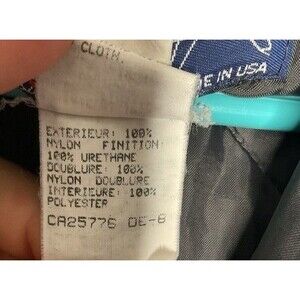 CLOTH.
E IN USA
EXTERIEUR: 100%
NYLON FINITION:
100% URETHANE
DOUBLURE: 100%
NYLON DOUBLURE
INTERIEURE: 100%
POLYESTER
CA25776 DE-8